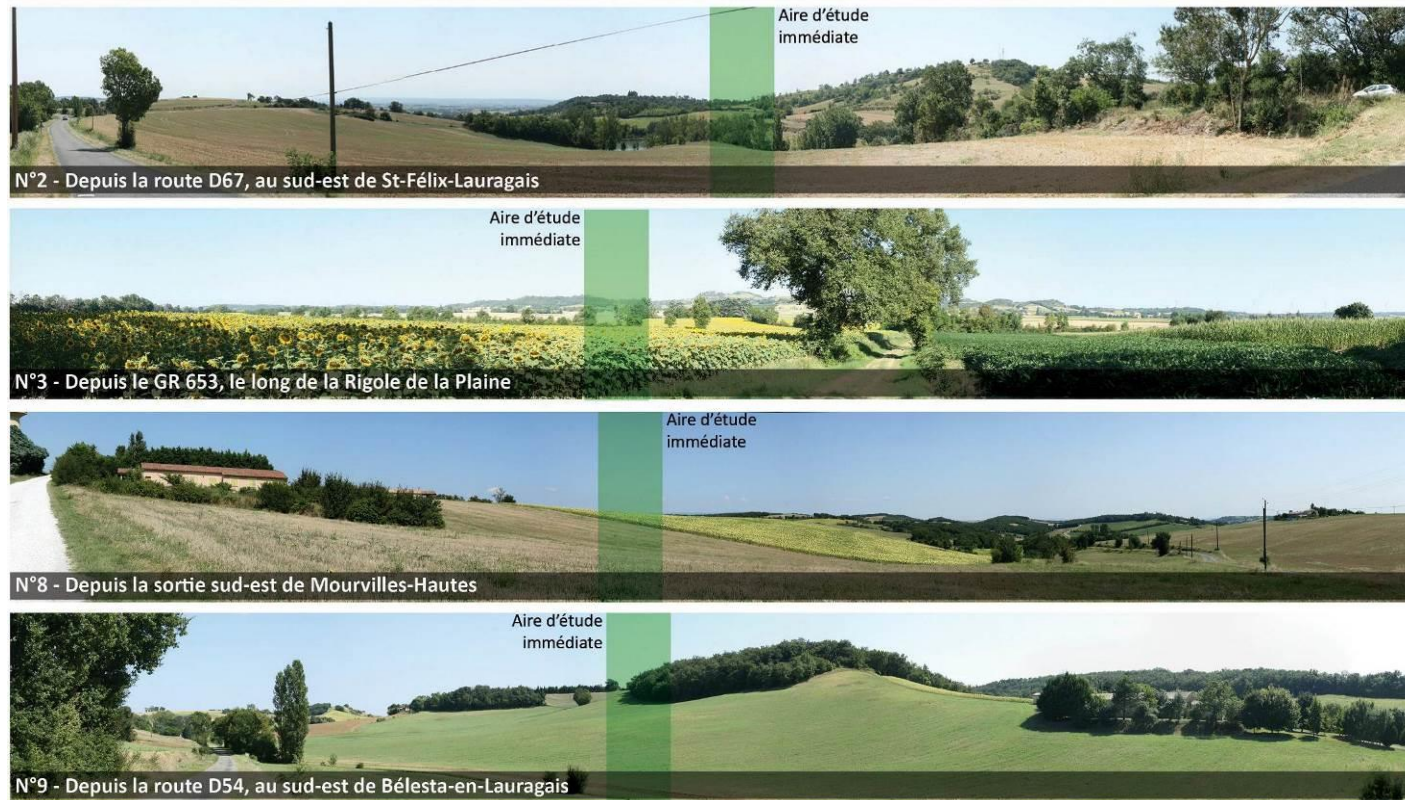 Aire d'étude
immédiate
N°2 - Depuis la route D67, au sud-est de St-Félix-Lauragais
Aire d'étude
immédiate
N°3 - Depuis le GR 653, le long de la Rigole de la Plaine
Aire d'étude
immédiate
N°8 - Depuis la sortie sud-est de Mourvilles-Hautes
Aire d'étude
immédiate
N°9 - Depuis la route D54, au sud-est de Bélesta-en-Lauragais